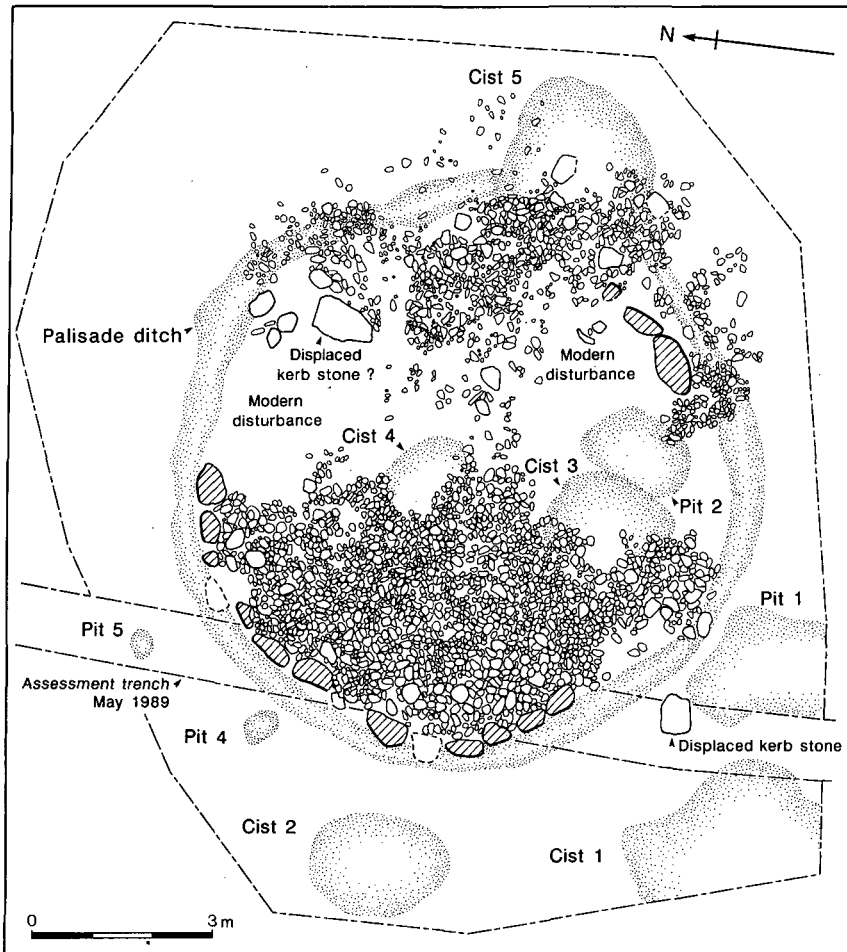 N
Cist 5
Palisade ditch
Displaced
kerb stone ?
Modern
disturbance
Modern
disturbance
Cist 4
Cist 3
Pit 2
Pit 1
Pit 5
Assessment trench
May 1989
Pit 4
Displaced kerb stone
Cist 2
Cist 1
0
3 m